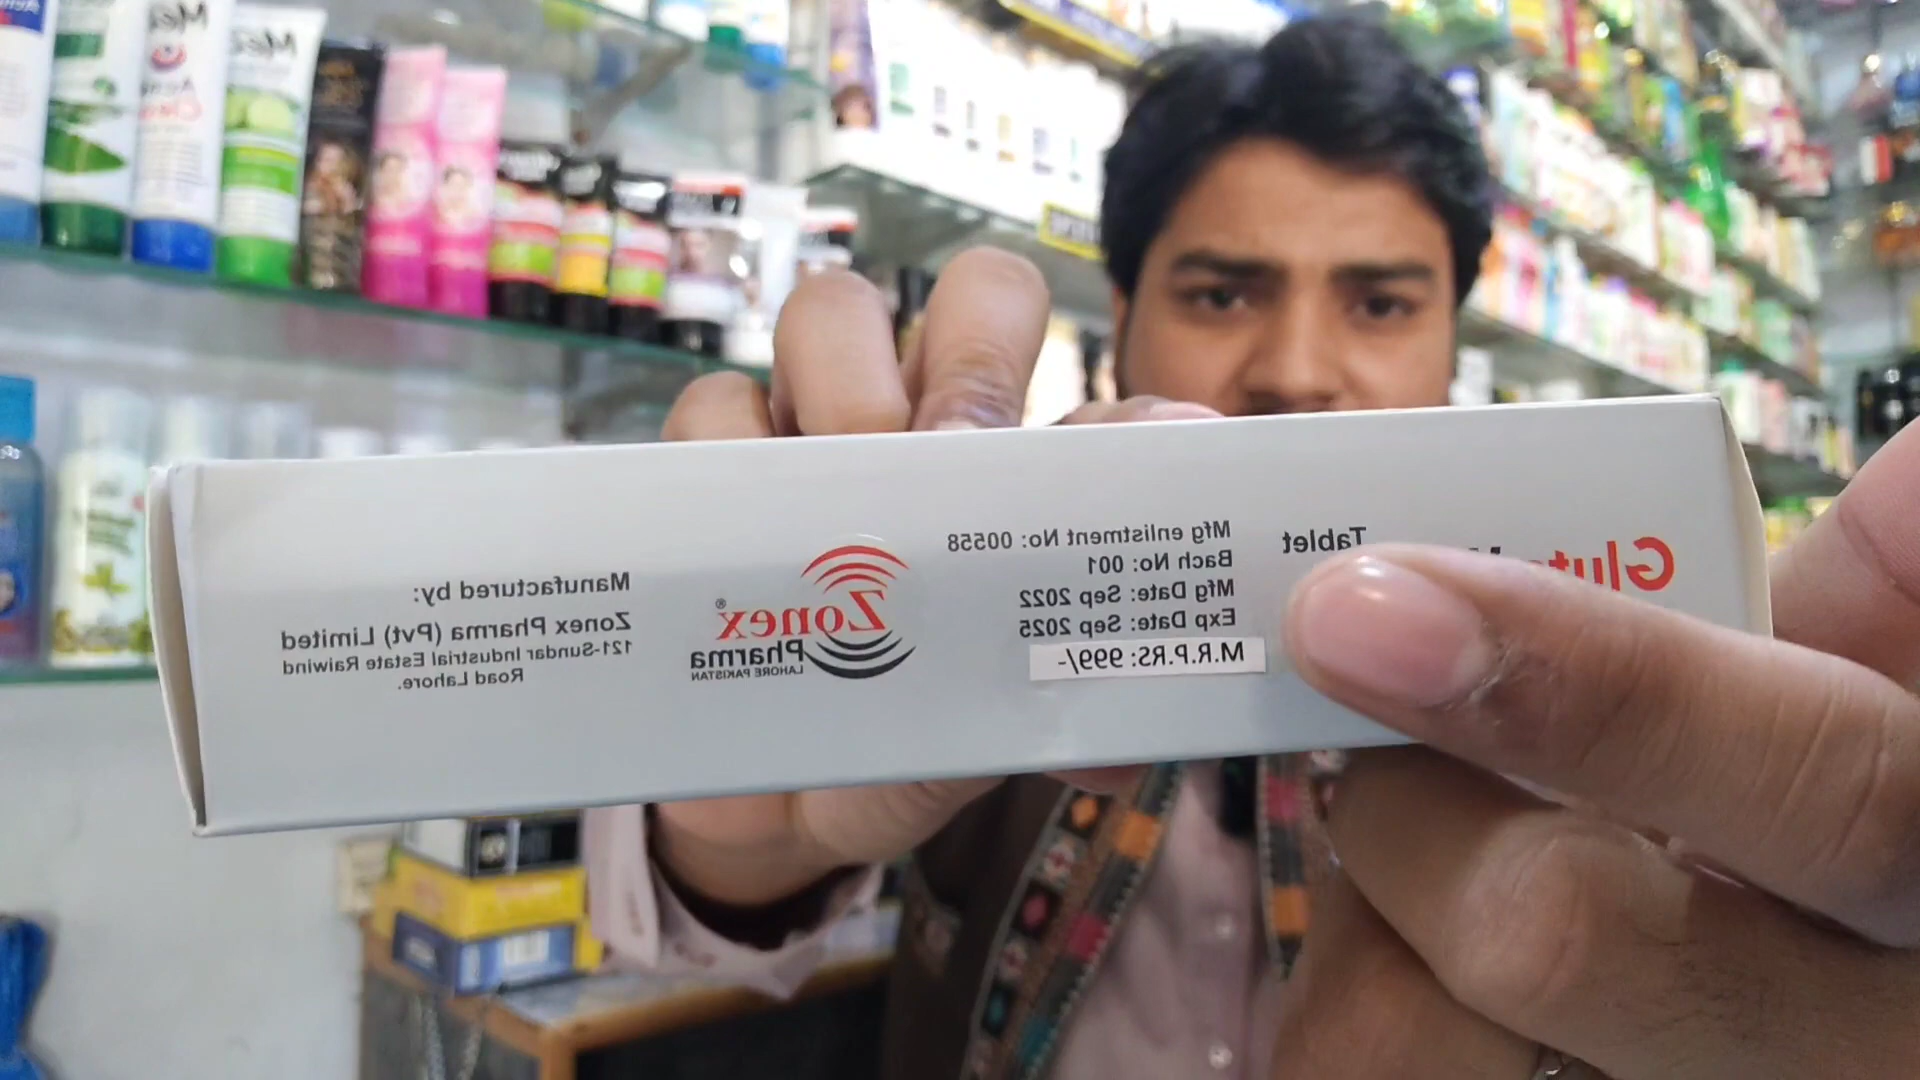 Tablet
Mfg enlistment No: 00558
Bach No: 001
Mfg Date: Sep 2022
Exp Date: Sep 2025
M.R.P.RS: 999/-
Zonex®
Pharma
LAHORE PAKISTAN
Manufactured by:
Zonex Pharma (Pvt) Limited
121-Sundar Industrial Estate Raiwind
Road Lahore.